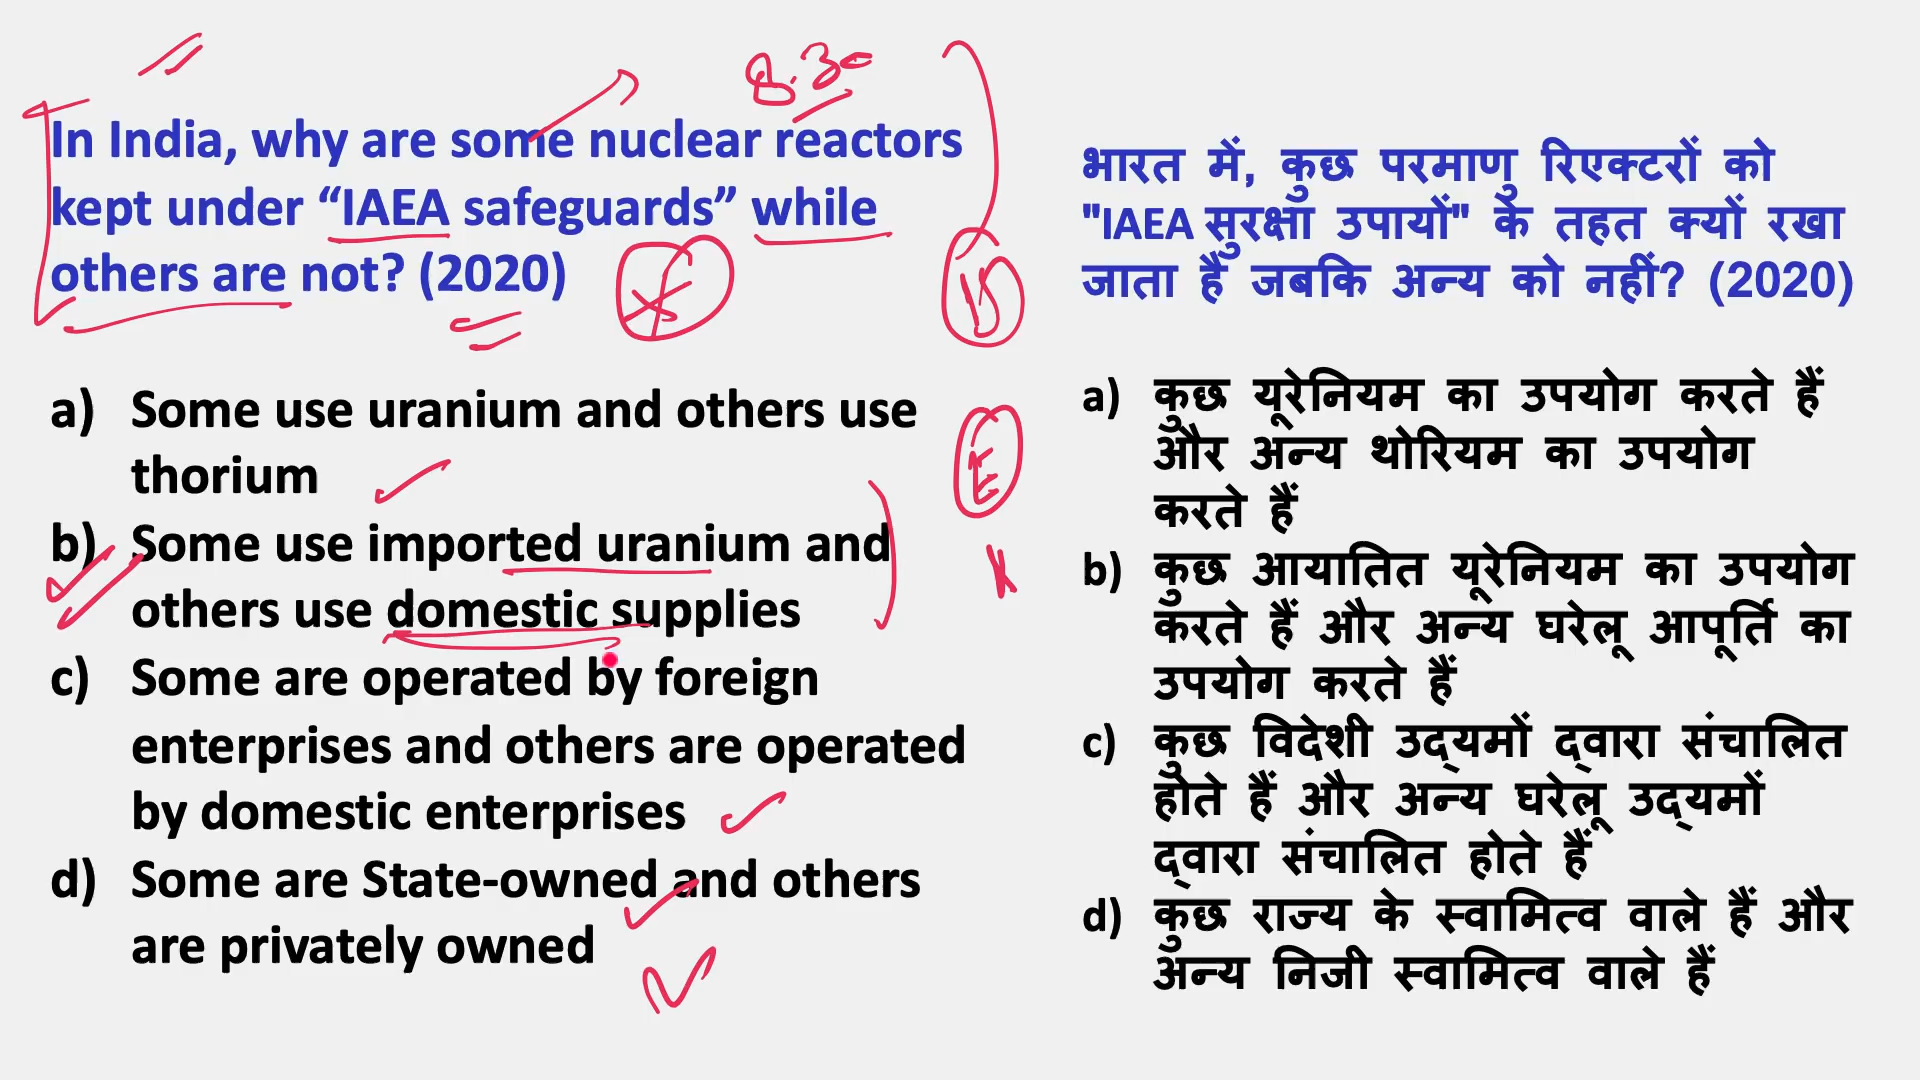 8.30
In India, why are some nuclear reactors
kept under “IAEA safeguards” while
others are not? (2020)
B
a) Some use uranium and others use
thorium
E
b) Some use imported uranium and
others use domestic supplies
c) Some are operated by foreign
enterprises and others are operated
by domestic enterprises
d) Some are State-owned and others
are privately owned
भारत में, कुछ परमाणु रिएक्टरों को
"IAEA सुरक्षा उपायों" के तहत क्यों रखा
जाता है जबकि अन्य को नहीं? (2020)
a) कुछ यूरेनियम का उपयोग करते हैं
और अन्य थोरियम का उपयोग
करते हैं
b) कुछ आयातित यूरेनियम का उपयोग
करते हैं और अन्य घरेलू आपूर्ति का
उपयोग करते हैं
c) कुछ विदेशी उद्यमों द्वारा संचालित
होते हैं और अन्य घरेलू उद्यमों
द्वारा संचालित होते हैं
d) कुछ राज्य के स्वामित्व वाले हैं और
अन्य निजी स्वामित्व वाले हैं